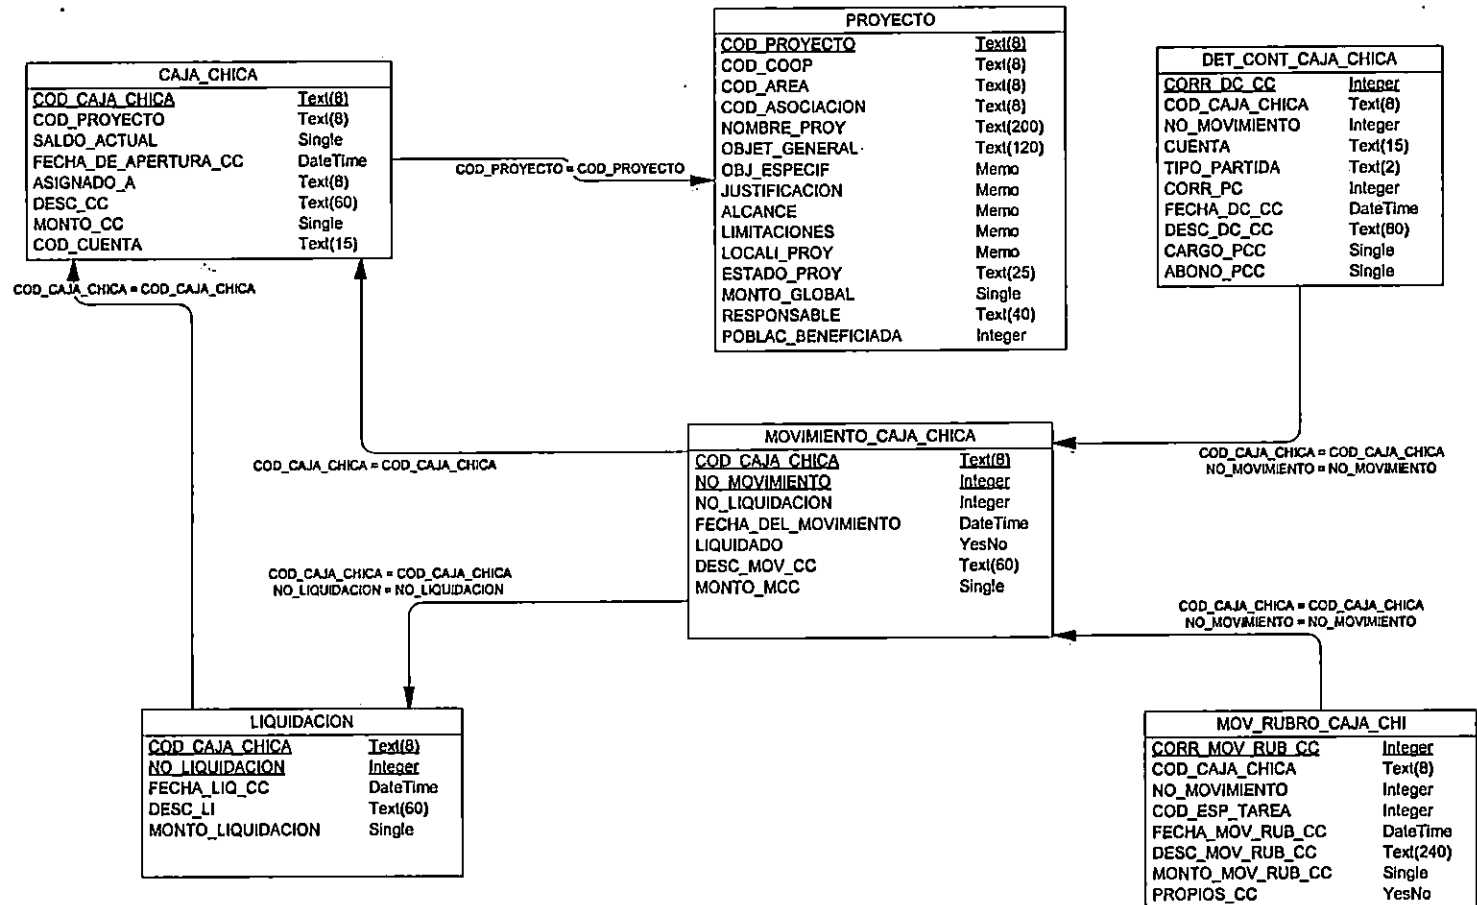 PROYECTO
COD_PROYECTO Text(8)
COD_COOP Text(8)
COD_AREA Text(8)
COD_ASOCIACION Text(8)
NOMBRE_PROY Text(200)
OBJET_GENERAL Text(120)
OBJ_ESPECIF Memo
JUSTIFICACION Memo
ALCANCE Memo
LIMITACIONES Memo
LOCALI_PROY Memo
ESTADO_PROY Text(25)
MONTO_GLOBAL Single
RESPONSABLE Text(40)
POBLAC_BENEFICIADA Integer
CAJA_CHICA
COD_CAJA_CHICA Text(8)
COD_PROYECTO Text(8)
SALDO_ACTUAL Single
FECHA_DE_APERTURA_CC DateTime
ASIGNADO_A Text(8)
DESC_CC Text(60)
MONTO_CC Single
COD_CUENTA Text(15)
COD_PROYECTO = COD_PROYECTO
DET_CONT_CAJA_CHICA
CORR_DC_CC Integer
COD_CAJA_CHICA Text(8)
NO_MOVIMIENTO Integer
CUENTA Text(15)
TIPO_PARTIDA Text(2)
CORR_PC Integer
FECHA_DC_CC DateTime
DESC_DC_CC Text(80)
CARGO_PCC Single
ABONO_PCC Single
COD_CAJA_CHICA = COD_CAJA_CHICA
COD_CAJA_CHICA = COD_CAJA_CHICA
MOVIMIENTO_CAJA_CHICA
COD_CAJA_CHICA Text(8)
NO_MOVIMIENTO Integer
NO_LIQUIDACION Integer
FECHA_DEL_MOVIMIENTO DateTime
LIQUIDADO YesNo
DESC_MOV_CC Text(60)
MONTO_MCC Single
COD_CAJA_CHICA = COD_CAJA_CHICA
NO_MOVIMIENTO = NO_MOVIMIENTO
COD_CAJA_CHICA = COD_CAJA_CHICA
NO_LIQUIDACION = NO_LIQUIDACION
COD_CAJA_CHICA = COD_CAJA_CHICA
NO_MOVIMIENTO = NO_MOVIMIENTO
LIQUIDACION
COD_CAJA_CHICA Text(8)
NO_LIQUIDACION Integer
FECHA_LIQ_CC DateTime
DESC_LI Text(60)
MONTO_LIQUIDACION Single
MOV_RUBRO_CAJA_CHI
CORR_MOV_RUB_CC Integer
COD_CAJA_CHICA Text(8)
NO_MOVIMIENTO Integer
COD_ESP_TAREA Integer
FECHA_MOV_RUB_CC DateTime
DESC_MOV_RUB_CC Text(240)
MONTO_MOV_RUB_CC Single
PROPIOS_CC YesNo